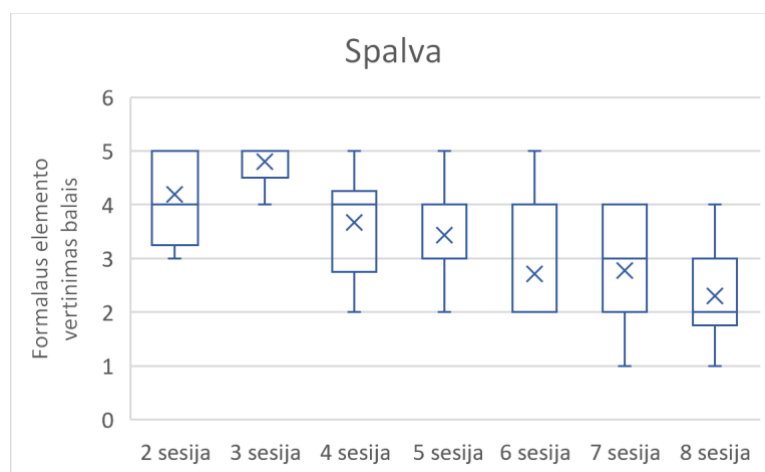 Spalva
Formalaus elemento
vertinimas balais
6
5
4
3
2
1
0
2 sesija 3 sesija 4 sesija 5 sesija 6 sesija 7 sesija 8 sesija